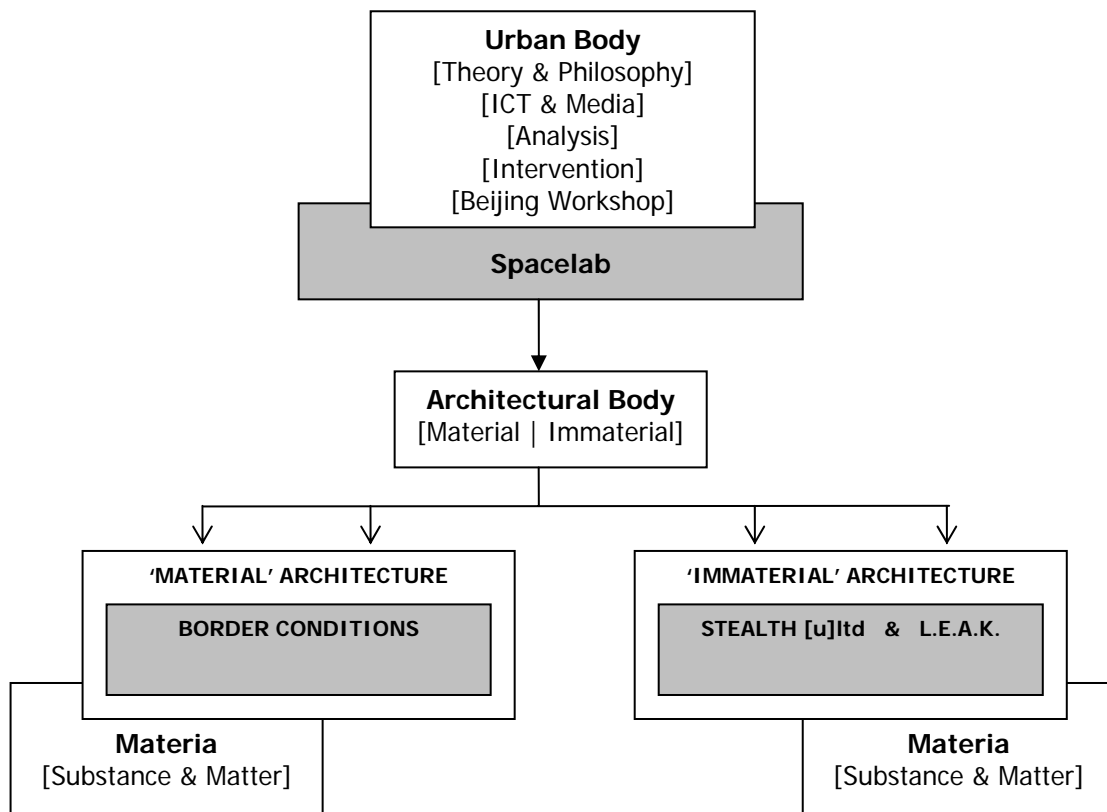 Urban Body
[Theory & Philosophy]
[ICT & Media]
[Analysis]
[Intervention]
[Beijing Workshop]
Spacelab
Architectural Body
[Material | Immaterial]
‘MATERIAL’ ARCHITECTURE
BORDER CONDITIONS
‘IMMATERIAL’ ARCHITECTURE
STEALTH [u]ltd & L.E.A.K.
Materia
[Substance & Matter]
Materia
[Substance & Matter]